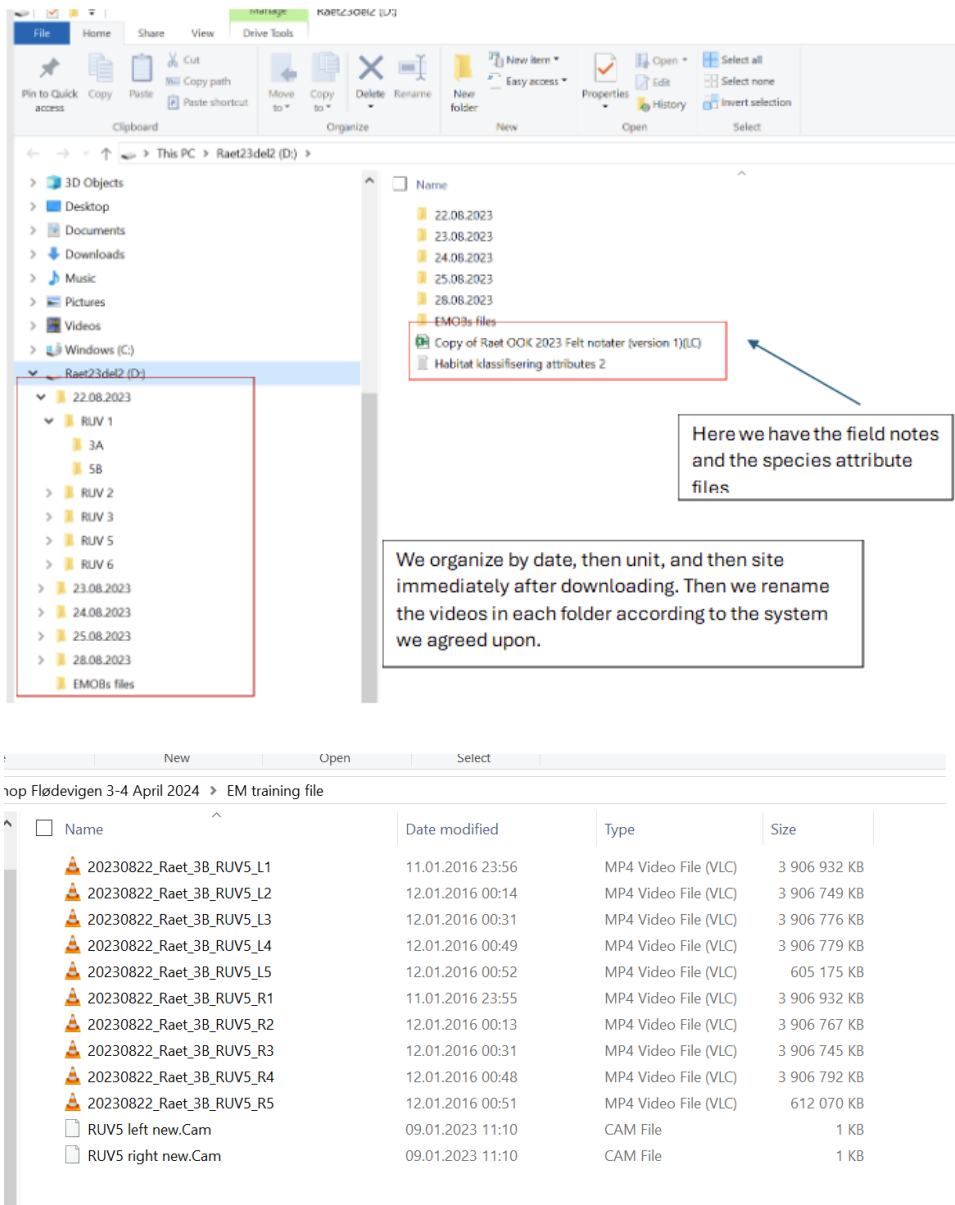 Manage Raet23del2 (D:)
File Home Share View Drive Tools
Pin to Quick access
Copy
Paste
Cut
Copy path
Paste shortcut
Move to
Copy to
Delete
Rename
New folder
New item
Easy access
Properties
Open
Edit
History
Select all
Select none
Invert selection
Clipboard Organize New Open Select
This PC > Raet23del2 (D:) >
3D Objects
Desktop
Documents
Downloads
Music
Pictures
Videos
Windows (C:)
Raet23del2 (D:)
22.08.2023
RUV 1
3A
5B
RUV 2
RUV 3
RUV 5
RUV 6
23.08.2023
24.08.2023
25.08.2023
28.08.2023
EMOBs files
Name
22.08.2023
23.08.2023
24.08.2023
25.08.2023
28.08.2023
EMOBs files
Copy of Raet OOK 2023 Felt notater (version 1)(LC)
Habitat klassifisering attributes 2
Here we have the field notes
and the species attribute
files
We organize by date, then unit, and then site
immediately after downloading. Then we rename
the videos in each folder according to the system
we agreed upon.
New Open Select
Flødevigen 3-4 April 2024 > EM training file
Name Date modified Type Size
20230822_Raet_3B_RUV5_L1 11.01.2016 23:56 MP4 Video File (VLC) 3 906 932 KB
20230822_Raet_3B_RUV5_L2 12.01.2016 00:14 MP4 Video File (VLC) 3 906 749 KB
20230822_Raet_3B_RUV5_L3 12.01.2016 00:31 MP4 Video File (VLC) 3 906 776 KB
20230822_Raet_3B_RUV5_L4 12.01.2016 00:49 MP4 Video File (VLC) 3 906 779 KB
20230822_Raet_3B_RUV5_L5 12.01.2016 00:52 MP4 Video File (VLC) 605 175 KB
20230822_Raet_3B_RUV5_R1 11.01.2016 23:55 MP4 Video File (VLC) 3 906 932 KB
20230822_Raet_3B_RUV5_R2 12.01.2016 00:13 MP4 Video File (VLC) 3 906 767 KB
20230822_Raet_3B_RUV5_R3 12.01.2016 00:31 MP4 Video File (VLC) 3 906 745 KB
20230822_Raet_3B_RUV5_R4 12.01.2016 00:48 MP4 Video File (VLC) 3 906 792 KB
20230822_Raet_3B_RUV5_R5 12.01.2016 00:51 MP4 Video File (VLC) 612 070 KB
RUV5 left new.Cam 09.01.2023 11:10 CAM File 1 KB
RUV5 right new.Cam 09.01.2023 11:10 CAM File 1 KB